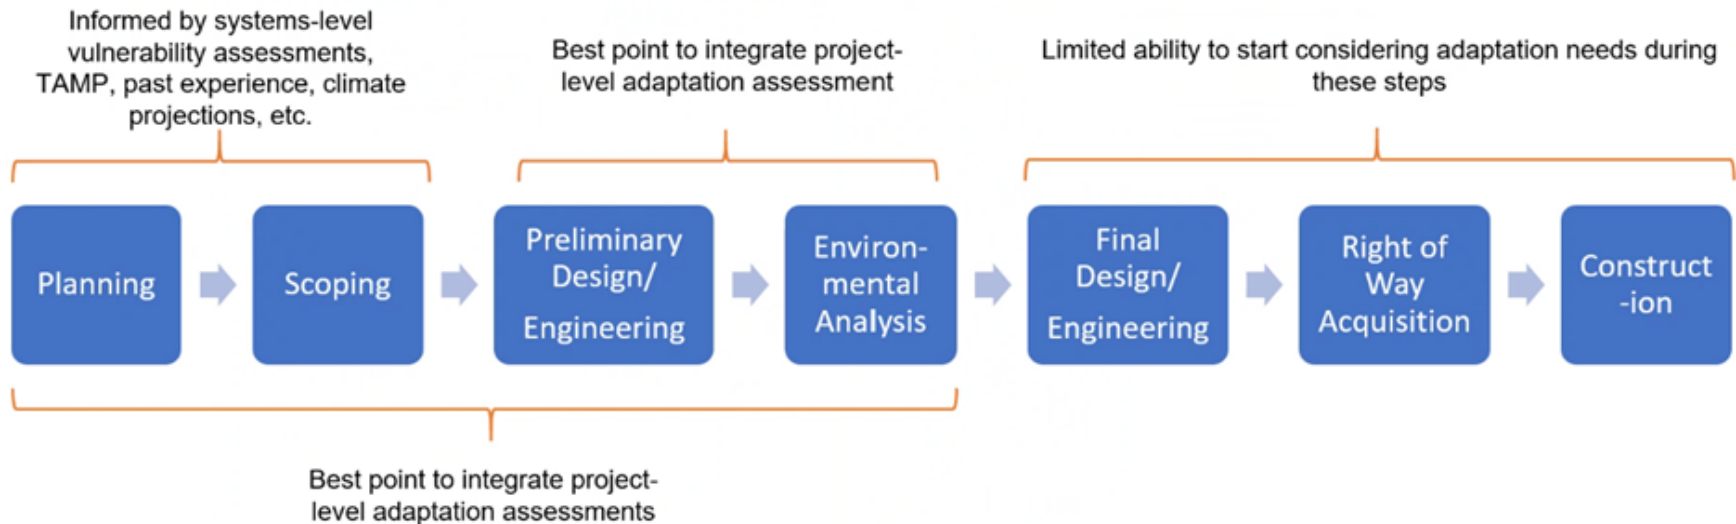 Informed by systems-level
vulnerability assessments,
TAMP, past experience, climate
projections, etc.
Best point to integrate project-
level adaptation assessment
Limited ability to start considering adaptation needs during
these steps
Planning
Scoping
Preliminary
Design/
Engineering
Environ-
mental
Analysis
Final
Design/
Engineering
Right of
Way
Acquisition
Construct
-ion
Best point to integrate project-
level adaptation assessments